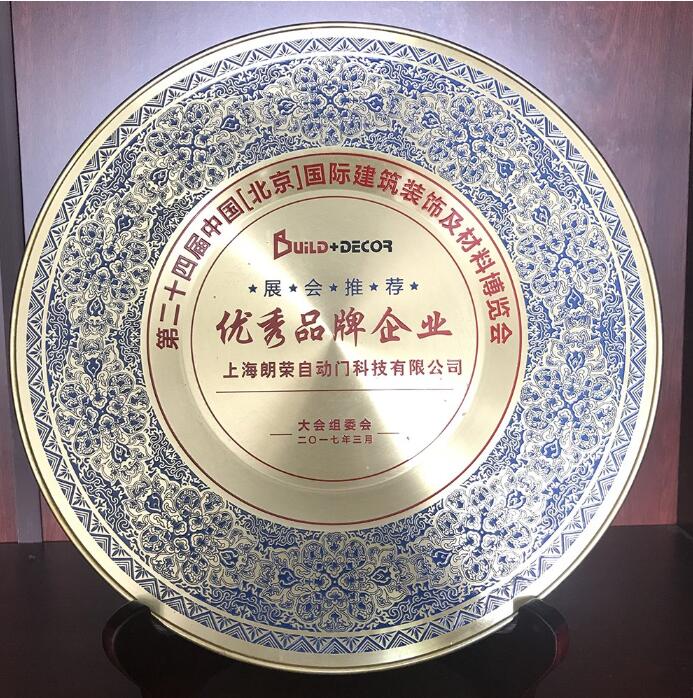 第二十四届中国[北京]国际建筑装饰及材料博览会
BUILD+DECOR
★展★会★推★荐★
优秀品牌企业
上海朗荣自动门科技有限公司
大会组委会
二〇一七年三月